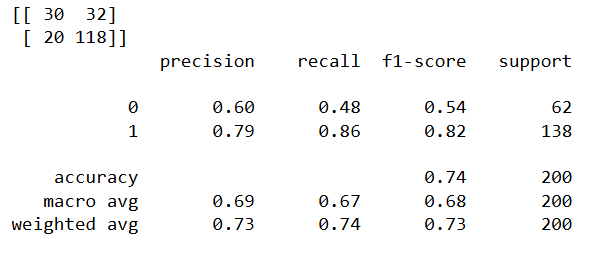 [[ 30  32]
 [ 20 118]]
              precision    recall  f1-score   support

           0       0.60      0.48      0.54        62
           1       0.79      0.86      0.82       138

    accuracy                           0.74       200
   macro avg       0.69      0.67      0.68       200
weighted avg       0.73      0.74      0.73       200